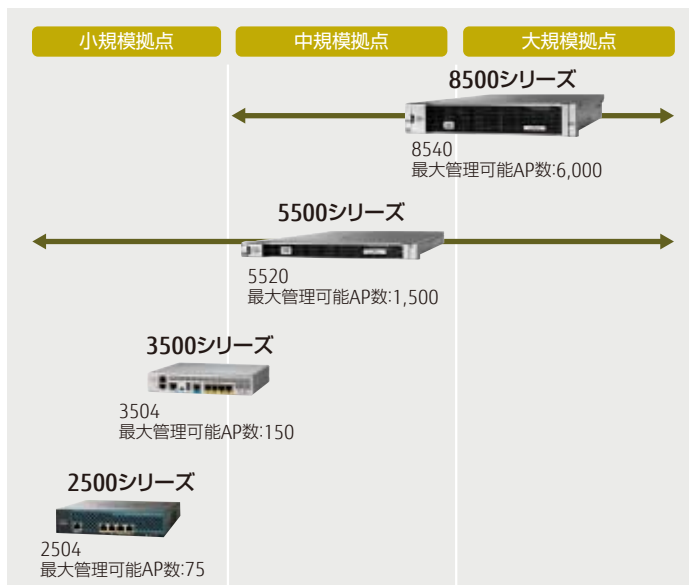 小規模拠点
中規模拠点
大規模拠点
8500シリーズ
8540
最大管理可能AP数:6,000
5500シリーズ
5520
最大管理可能AP数:1,500
3500シリーズ
3504
最大管理可能AP数:150
2500シリーズ
2504
最大管理可能AP数:75